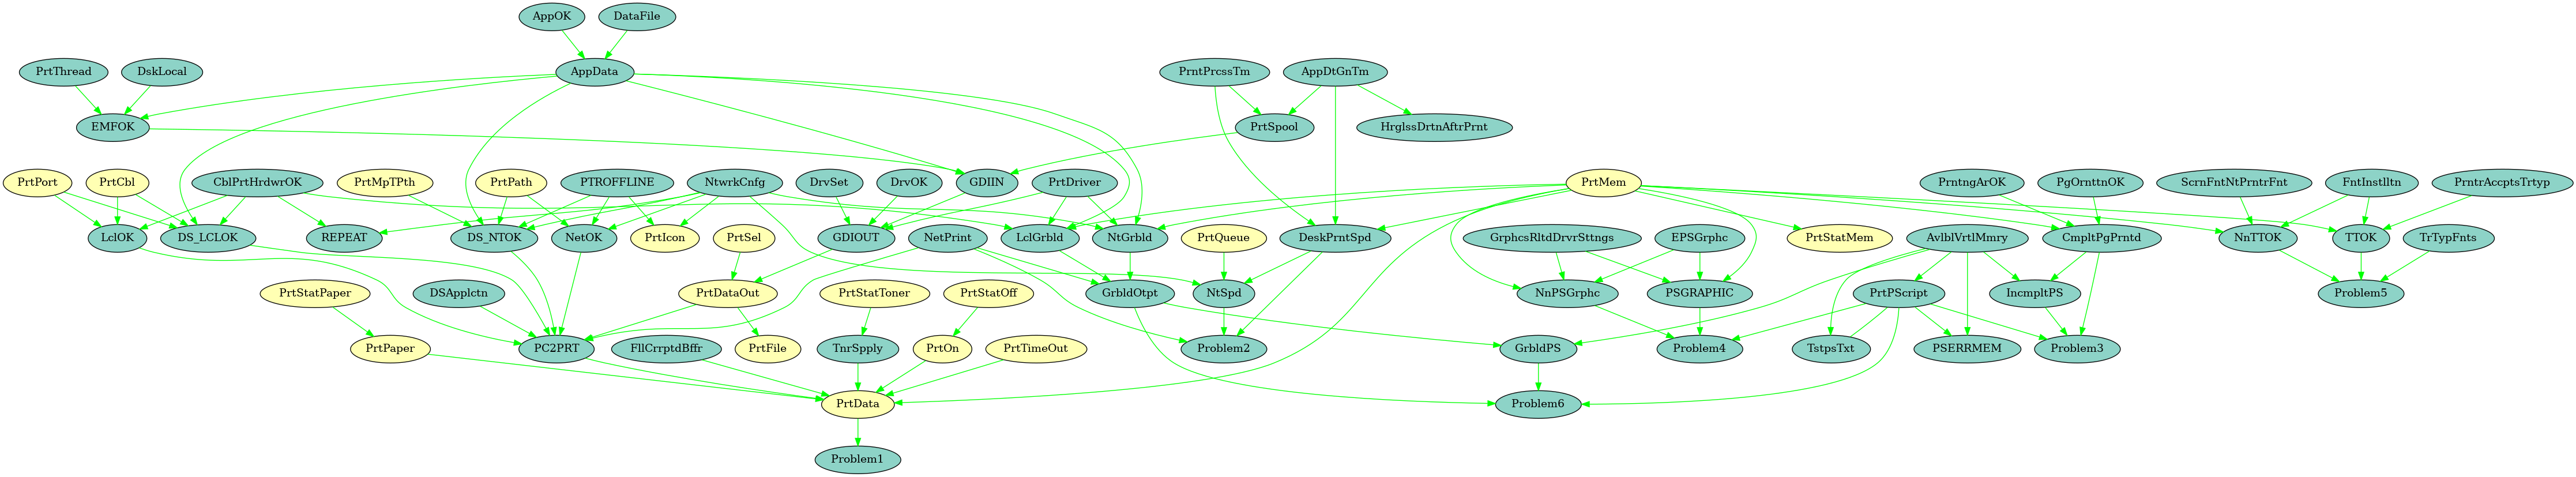 AppOK
DataFile
PrtThread
DskLocal
AppData
PrntPrcssTm
AppDtGnTm
EMFOK
PrtSpool
HrglssDrtnAftrPrnt
PrtPort
PrtCbl
CblPrtHrdwrOK
PrtMpTPth
PrtPath
PTROFFLINE
NtwrkCnfg
DrvSet
DrvOK
GDIIN
PrtDriver
PrtMem
PrntngArOK
PgOrnttnOK
ScrnFntNtPrntrFnt
FntInstlltn
PrntrAccptsTrtyp
LclOK
DS_LCLOK
REPEAT
DS_NTOK
NetOK
PrtIcon
PrtSel
GDIOUT
NetPrint
LclGrbld
NtGrbld
PrtQueue
DeskPrntSpd
GrphcsRltdDrvrSttngs
EPSGrphc
PrtStatMem
AvlblVrtlMmry
CmpltPgPrntd
NnTTOK
TTOK
TrTypFnts
PrtStatPaper
DSApplctn
PrtDataOut
PrtStatToner
PrtStatOff
GrbldOtpt
NtSpd
NnPSGrphc
PSGRAPHIC
PrtPScript
IncmpltPS
Problem5
PrtPaper
PC2PRT
FllCrrptdBffr
PrtFile
TnrSpply
PrtOn
PrtTimeOut
Problem2
GrbldPS
Problem4
TstpsTxt
PSERRMEM
Problem3
PrtData
Problem6
Problem1